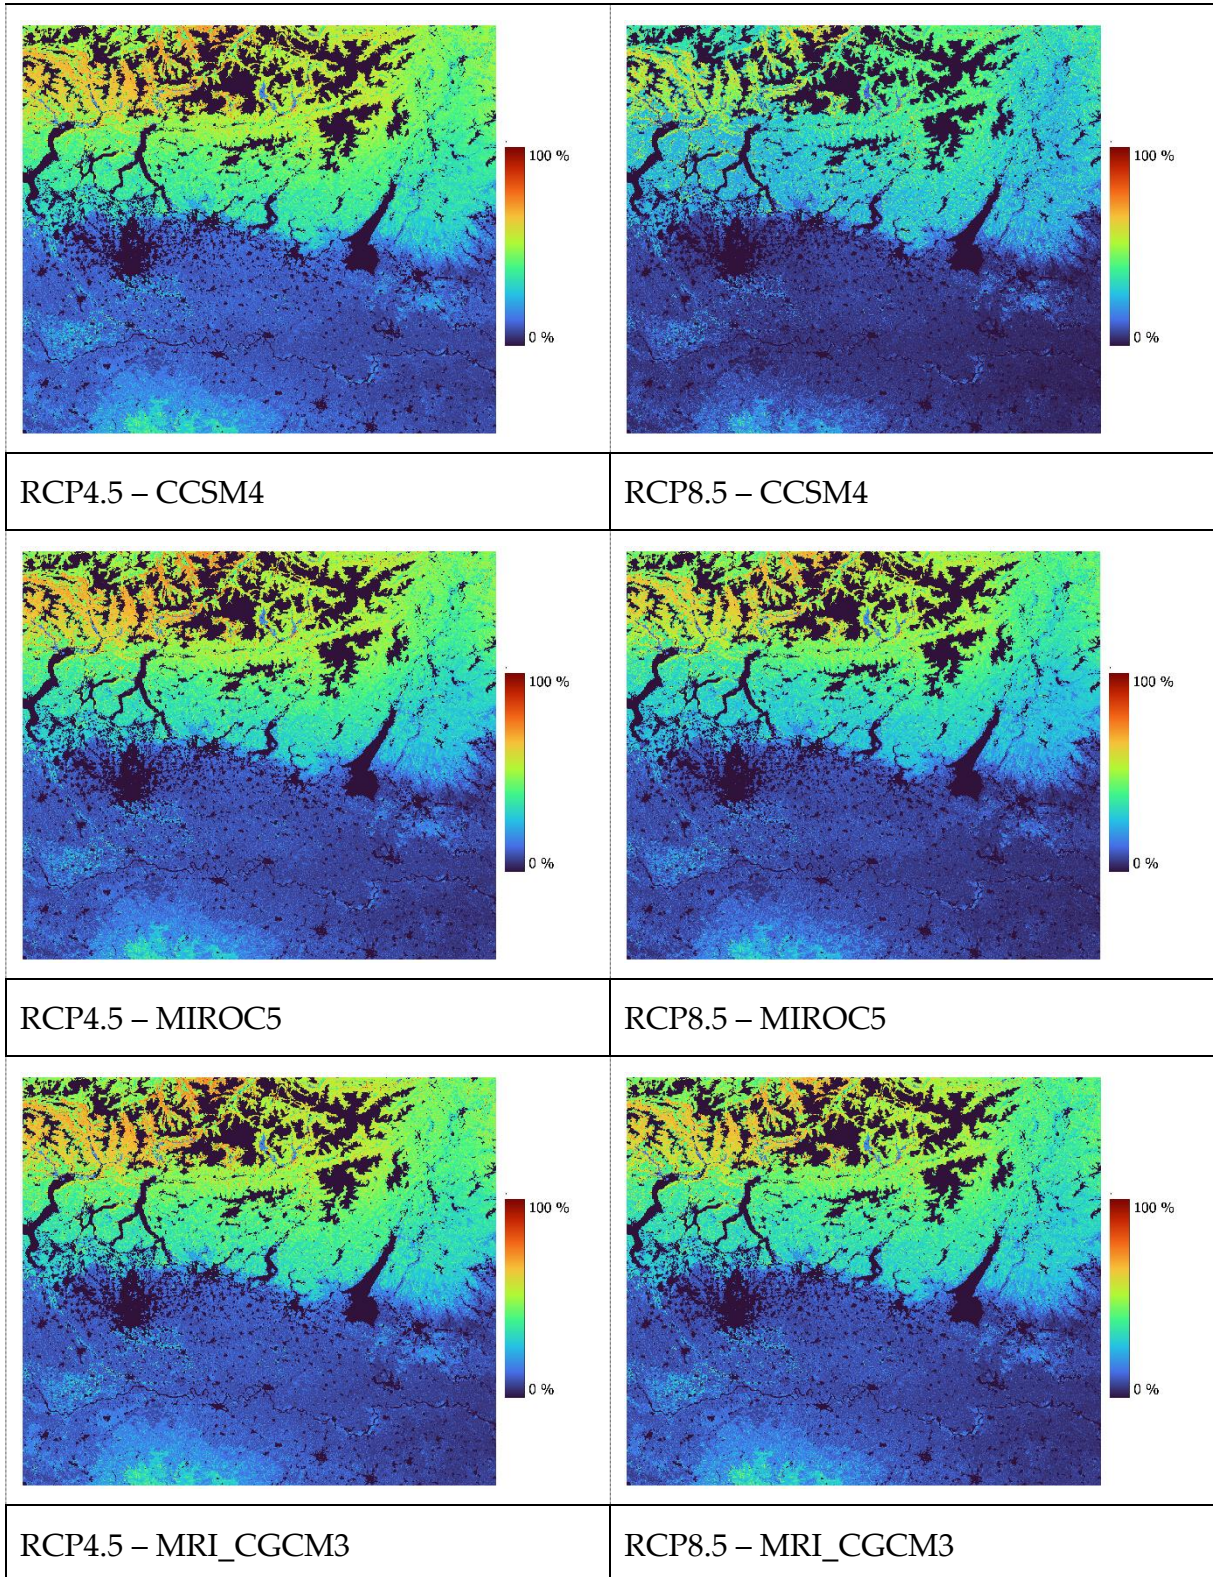 100 %
0 %
100 %
0 %
RCP4.5 – CCSM4
RCP8.5 – CCSM4
100 %
0 %
100 %
0 %
RCP4.5 – MIROC5
RCP8.5 – MIROC5
100 %
0 %
100 %
0 %
RCP4.5 – MRI_CGCM3
RCP8.5 – MRI_CGCM3